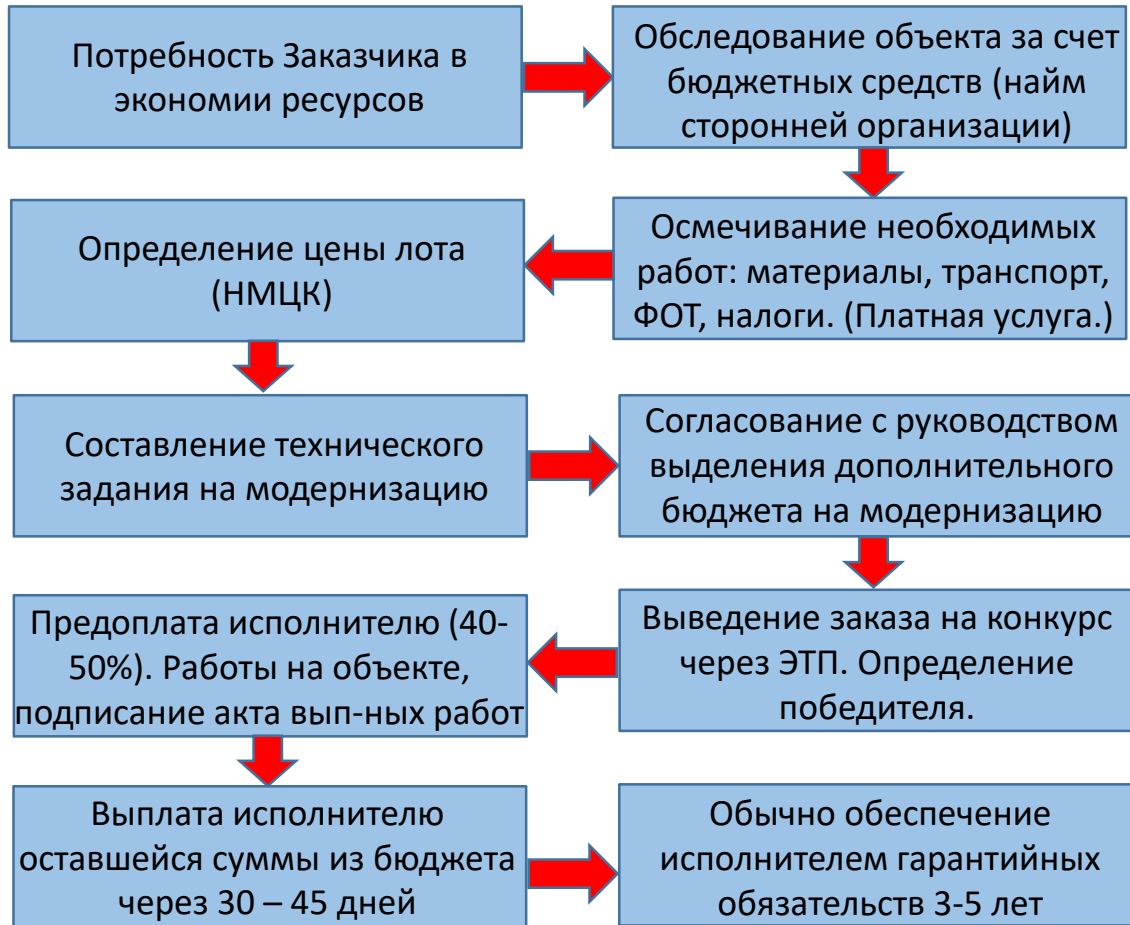 Потребность Заказчика в
экономии ресурсов
Обследование объекта за счет
бюджетных средств (найм
сторонней организации)
Осмечивание необходимых
работ: материалы, транспорт,
ФОТ, налоги. (Платная услуга.)
Определение цены лота
(НМЦК)
Составление технического
задания на модернизацию
Согласование с руководством
выделения дополнительного
бюджета на модернизацию
Выведение заказа на конкурс
через ЭТП. Определение
победителя.
Предоплата исполнителю (40-
50%). Работы на объекте,
подписание акта вып-ных работ
Выплата исполнителю
оставшейся суммы из бюджета
через 30 – 45 дней
Обычно обеспечение
исполнителем гарантийных
обязательств 3-5 лет